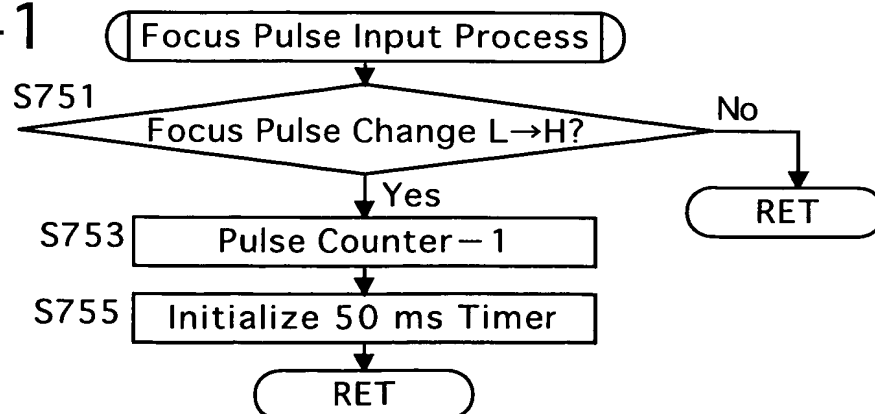 -1
Focus Pulse Input Process
S751
Focus Pulse Change L→H?
No
Yes
RET
S753
Pulse Counter－1
S755
Initialize 50 ms Timer
RET